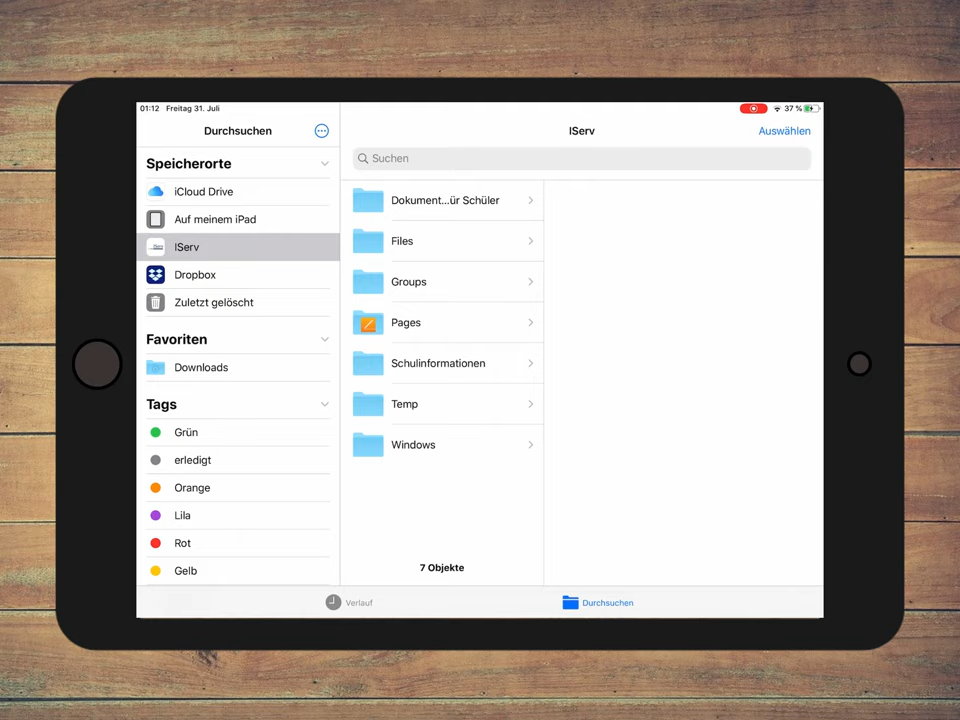 01:12 Freitag 31. Juli
37 %
Durchsuchen
Speicherorte
iCloud Drive
Auf meinem iPad
IServ
Dropbox
Zuletzt gelöscht
Favoriten
Downloads
Tags
Grün
erledigt
Orange
Lila
Rot
Gelb
IServ
Auswählen
Suchen
Dokument...ür Schüler
Files
Groups
Pages
Schulinformationen
Temp
Windows
7 Objekte
Verlauf
Durchsuchen